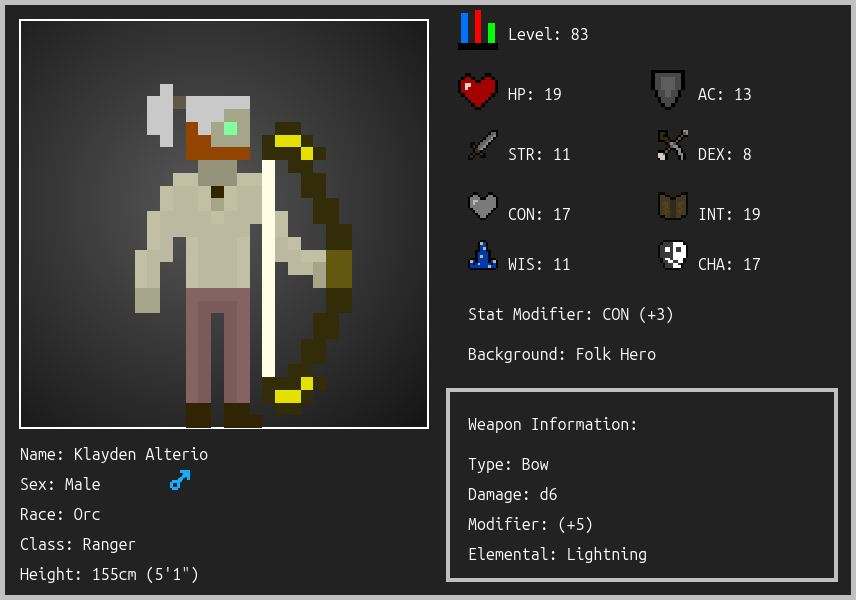 Level: 83
HP: 19
AC: 13
STR: 11
DEX: 8
CON: 17
INT: 19
WIS: 11
CHA: 17
Stat Modifier: CON (+3)
Background: Folk Hero
Weapon Information:
Type: Bow
Damage: d6
Modifier: (+5)
Elemental: Lightning
Name: Klayden Alterio
Sex: Male
Race: Orc
Class: Ranger
Height: 155cm (5'1")